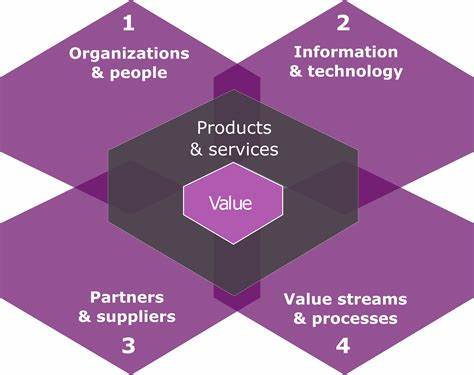 1
Organizations
& people
2
Information
& technology
Products
& services
Value
Partners
& suppliers
3
Value streams
& processes
4